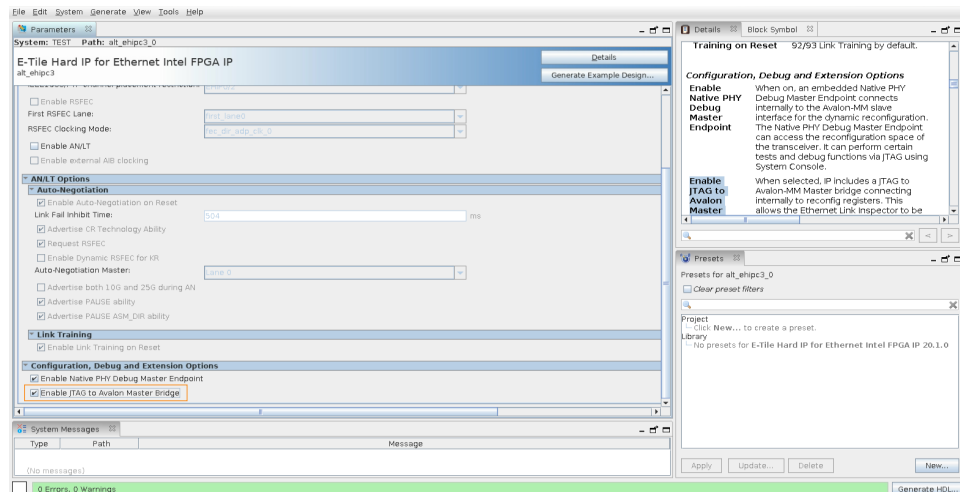 File Edit System Generate View Tools Help
Parameters
System: TEST Path: alt_ehipc3_0
E-Tile Hard IP for Ethernet Intel FPGA IP
alt_ehipc3
Details
Generate Example Design...
Enable RSFEC
First RSFEC Lane:
first_lane0
RSFEC Clocking Mode:
fec_dir_adp_clk_0
Enable AN/LT
Enable external AIB clocking
AN/LT Options
Auto-Negotiation
Enable Auto-Negotiation on Reset
Link Fail Inhibit Time:
504
ms
Advertise CR Technology Ability
Request RSFEC
Enable Dynamic RSFEC for KR
Auto-Negotiation Master:
Lane 0
Advertise both 10G and 25G during AN
Advertise PAUSE ability
Advertise PAUSE ASM_DIR ability
Link Training
Enable Link Training on Reset
Configuration, Debug and Extension Options
Enable Native PHY Debug Master Endpoint
Enable JTAG to Avalon Master Bridge
System Messages
Type Path Message
(No messages)
0 Errors, 0 Warnings
Details Block Symbol
Training on Reset 92/93 Link Training by default.
Configuration, Debug and Extension Options
Enable When on, an embedded Native PHY
Native PHY Debug Master Endpoint connects
Debug internally to the Avalon-MM slave
Master interface for the dynamic reconfiguration.
Endpoint The Native PHY Debug Master Endpoint
can access the reconfiguration space of
the transceiver. It can perform certain
tests and debug functions via JTAG using
System Console.
Enable When selected, IP includes a JTAG to
JTAG to Avalon-MM Master bridge connecting
Avalon internally to reconfig registers. This
Master allows the Ethernet Link Inspector to be
< >
Presets
Presets for alt_ehipc3_0
Clear preset filters
Project
Click New... to create a preset.
Library
No presets for E-Tile Hard IP for Ethernet Intel FPGA IP 20.1.0
Apply Update... Delete New...
Generate HDL...